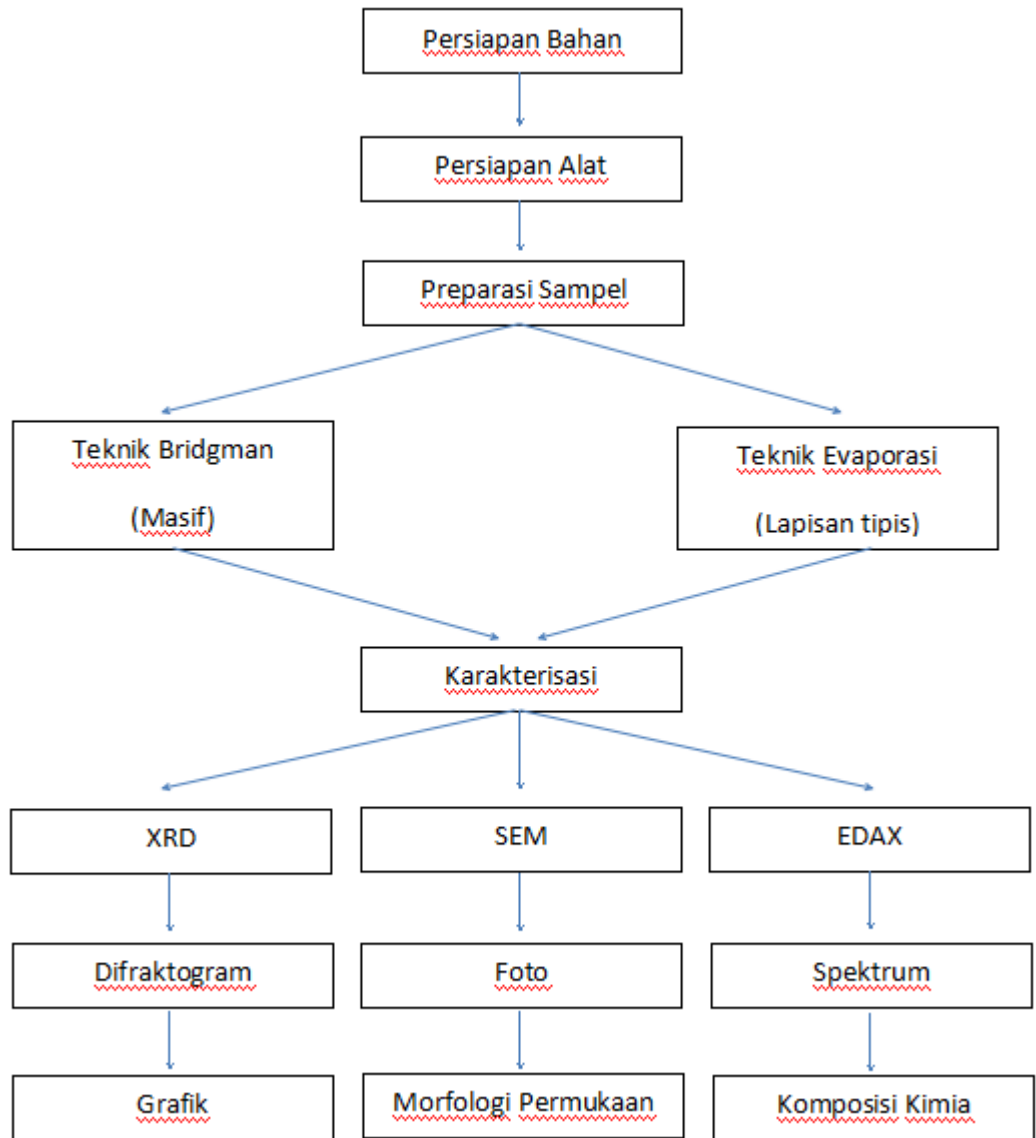 Persiapan Bahan
Persiapan Alat
Preparasi Sampel
Teknik Bridgman
(Masif)
Teknik Evaporasi
(Lapisan tipis)
Karakterisasi
XRD
SEM
EDAX
Difraktogram
Foto
Spektrum
Grafik
Morfologi Permukaan
Komposisi Kimia